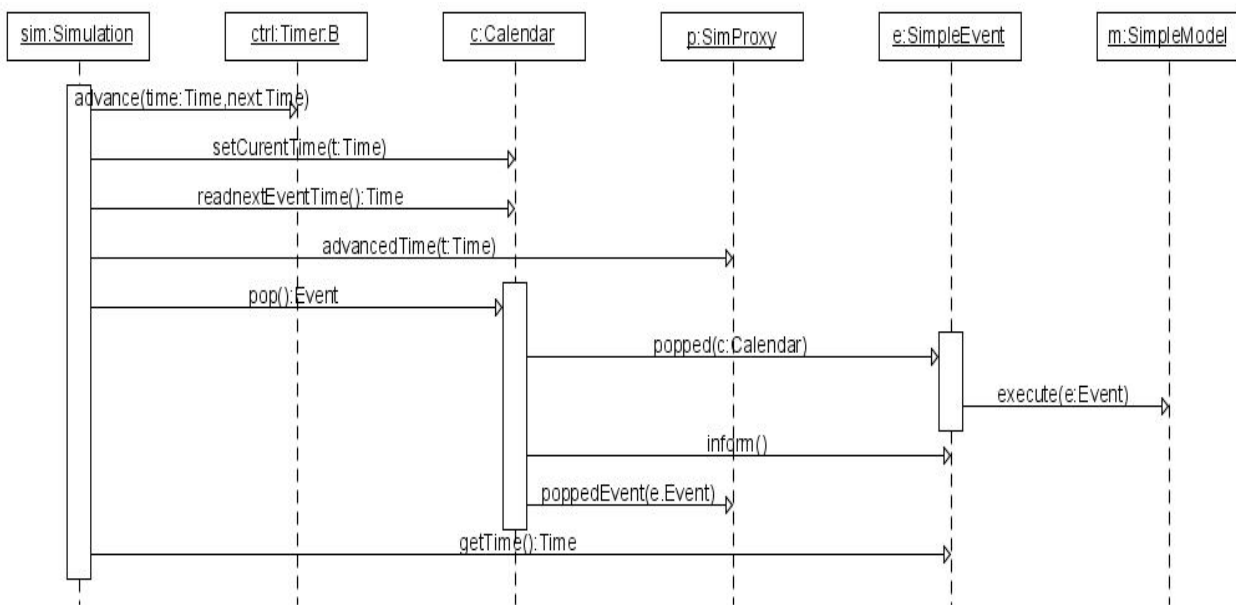 sim:Simulation
ctrl:Timer:B
c:Calendar
p:SimProxy
e:SimpleEvent
m:SimpleModel
advance(time:Time,next:Time)
setCurentTime(t:Time)
readnextEventTime():Time
advancedTime(t:Time)
pop():Event
popped(c:Calendar)
execute(e:Event)
inform()
poppedEvent(e.Event)
getTime():Time